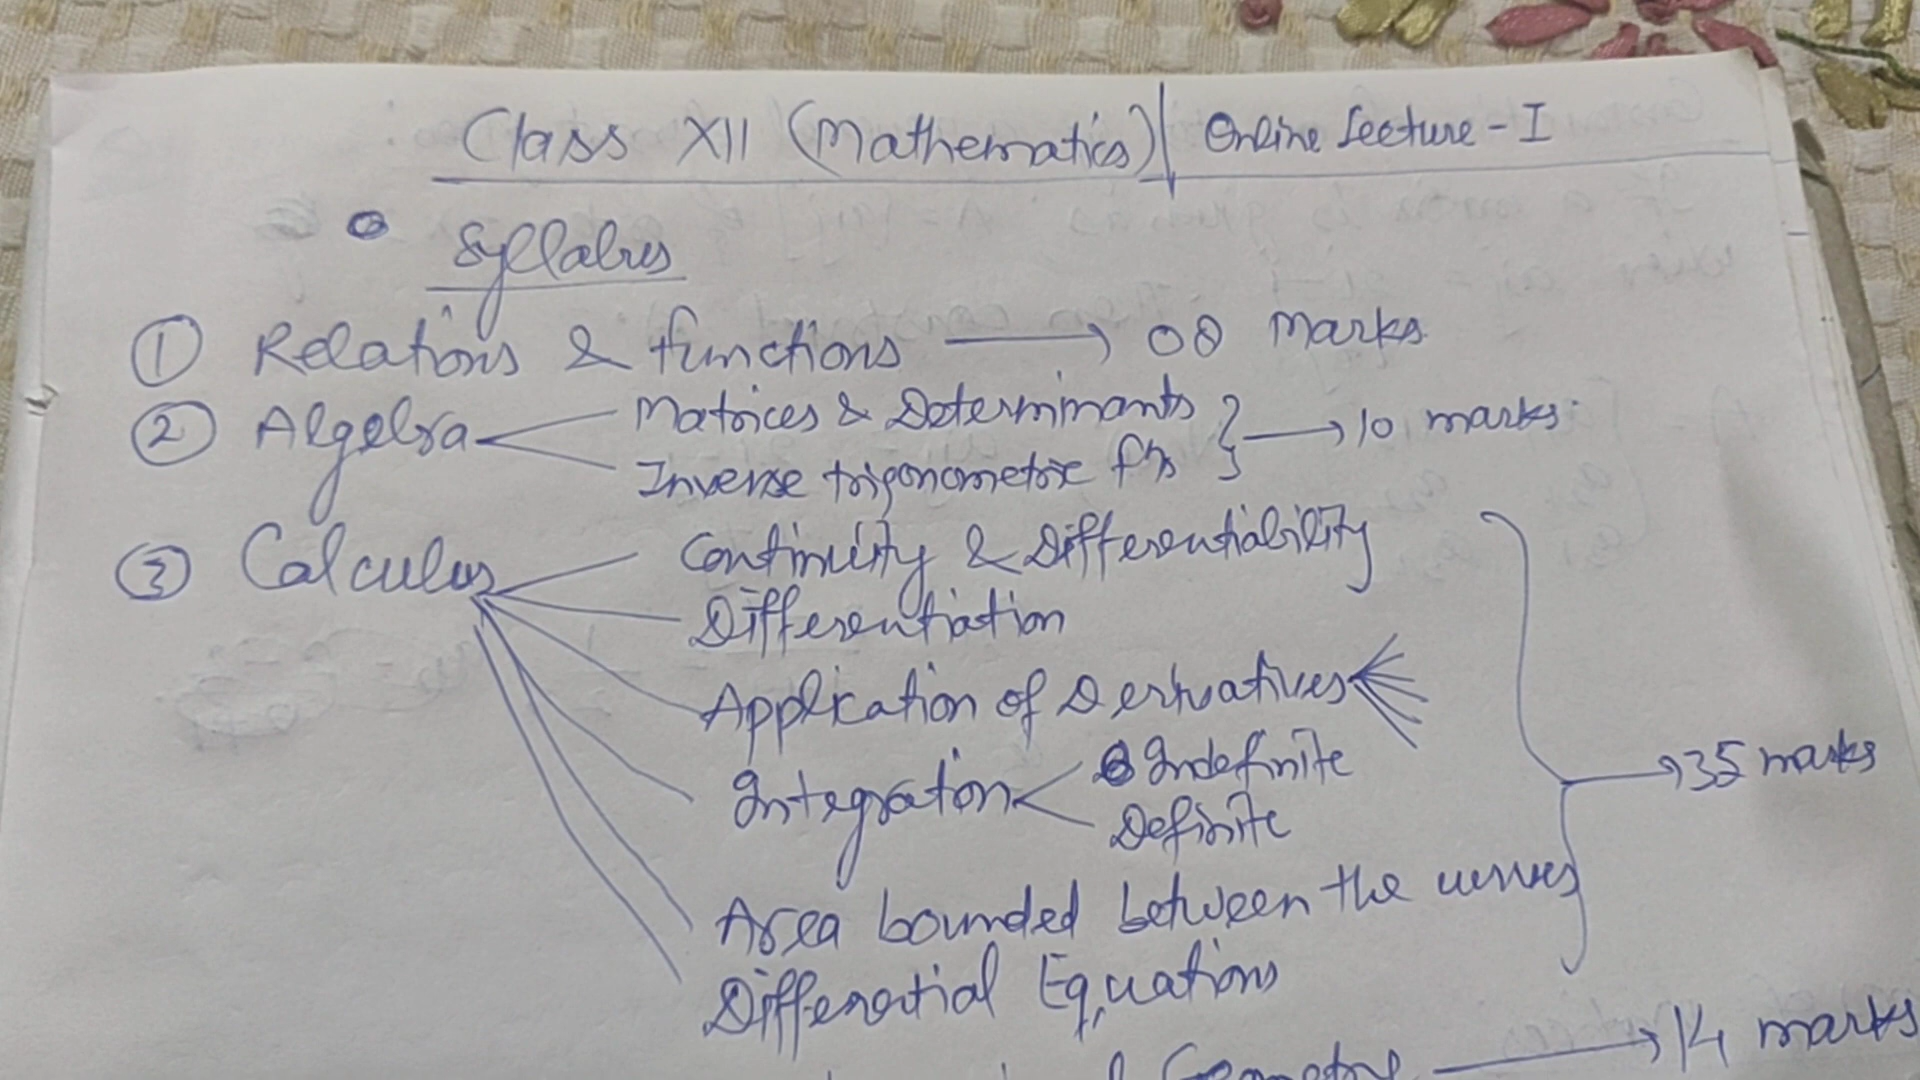 Class XII (Mathematics) | Online Lecture - I
Syllabus
① Relations & functions → 08 Marks
② Algebra
Matrices & Determinants
Inverse trigonometric fns } → 10 marks
③ Calculus
Continuity & Differentiability
Differentiation
Application of Derivatives
Integration
Indefinite
Definite
→ 35 marks
Area bounded between the curves
Differential Equations
Geometry → 14 marks